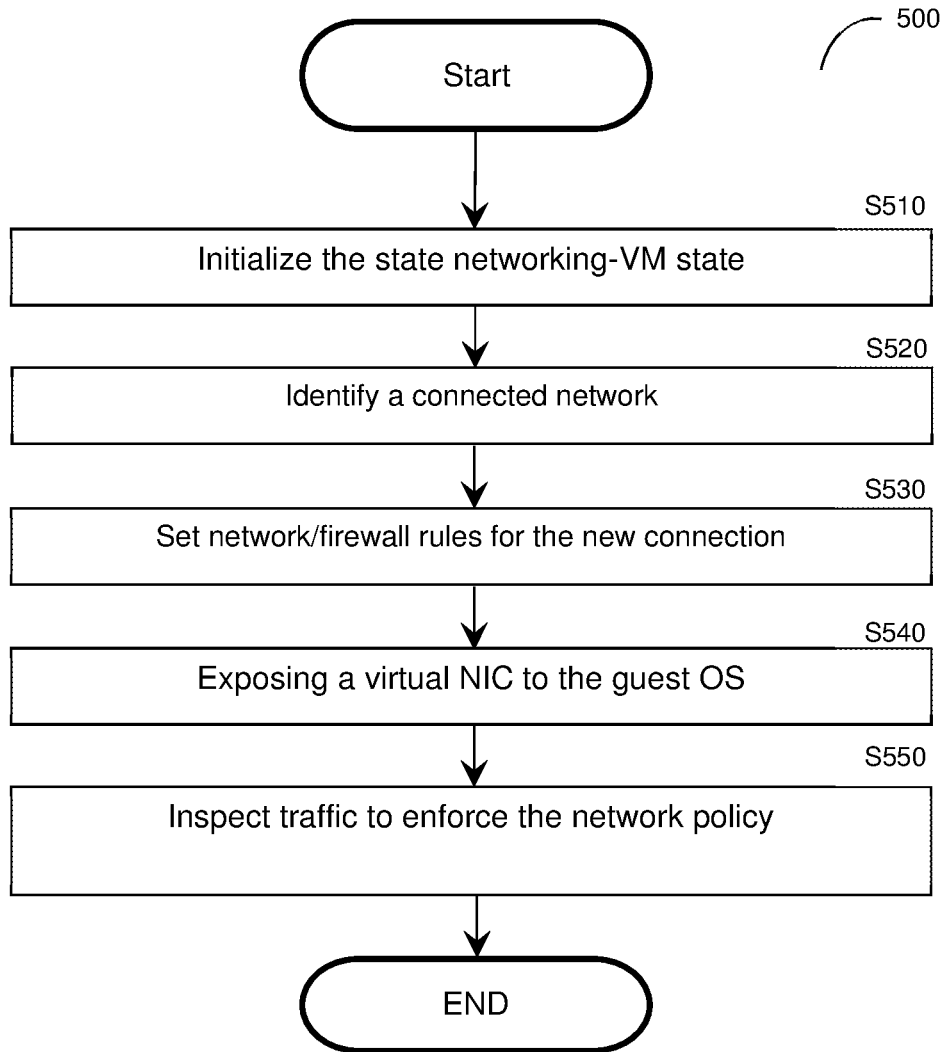 500
Start
S510
Initialize the state networking-VM state
S520
Identify a connected network
S530
Set network/firewall rules for the new connection
S540
Exposing a virtual NIC to the guest OS
S550
Inspect traffic to enforce the network policy
END